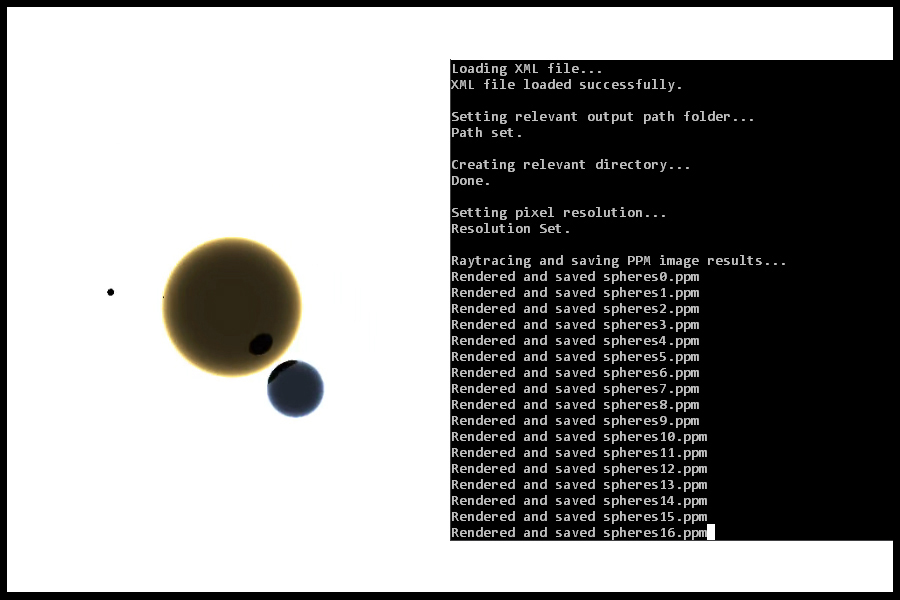 Loading XML file...
XML file loaded successfully.
Setting relevant output path folder...
Path set.
Creating relevant directory...
Done.
Setting pixel resolution...
Resolution Set.
Raytracing and saving PPM image results...
Rendered and saved spheres0.ppm
Rendered and saved spheres1.ppm
Rendered and saved spheres2.ppm
Rendered and saved spheres3.ppm
Rendered and saved spheres4.ppm
Rendered and saved spheres5.ppm
Rendered and saved spheres6.ppm
Rendered and saved spheres7.ppm
Rendered and saved spheres8.ppm
Rendered and saved spheres9.ppm
Rendered and saved spheres10.ppm
Rendered and saved spheres11.ppm
Rendered and saved spheres12.ppm
Rendered and saved spheres13.ppm
Rendered and saved spheres14.ppm
Rendered and saved spheres15.ppm
Rendered and saved spheres16.ppm